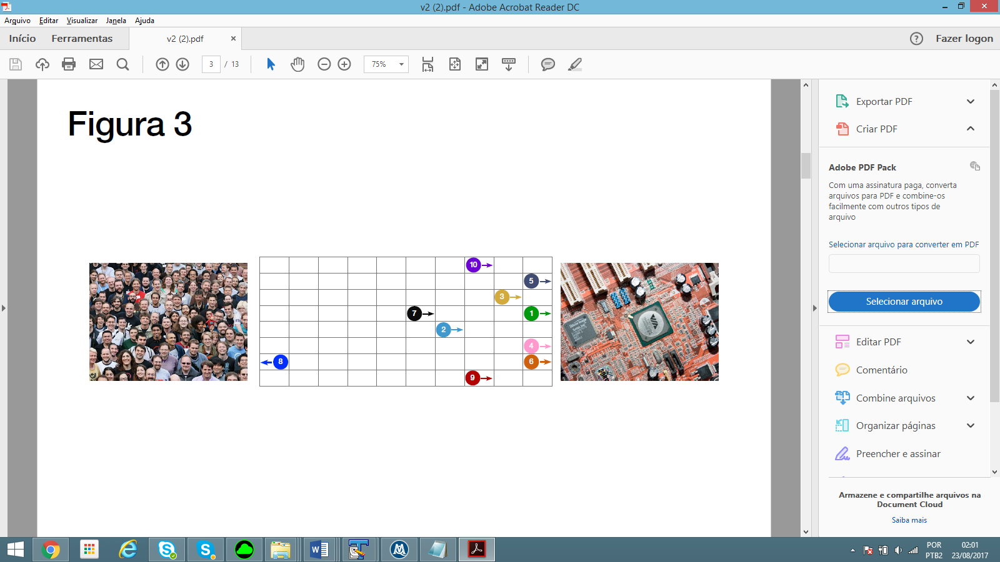 v2 (2).pdf - Adobe Acrobat Reader DC
Arquivo Editar Visualizar Janela Ajuda
Início Ferramentas v2 (2).pdf × Fazer logon
3 / 13 75%
Figura 3
10
5
3
7 1
2
4
8 6
9
Exportar PDF
Criar PDF
Adobe PDF Pack
Com uma assinatura paga, converta
arquivos para PDF e combine-os
facilmente com outros tipos de
arquivo
Selecionar arquivo para converter em PDF
Selecionar arquivo
Editar PDF
Comentário
Combine arquivos
Organizar páginas
Preencher e assinar
Armazene e compartilhe arquivos na
Document Cloud
Saiba mais
POR
PTB2
02:01
23/08/2017